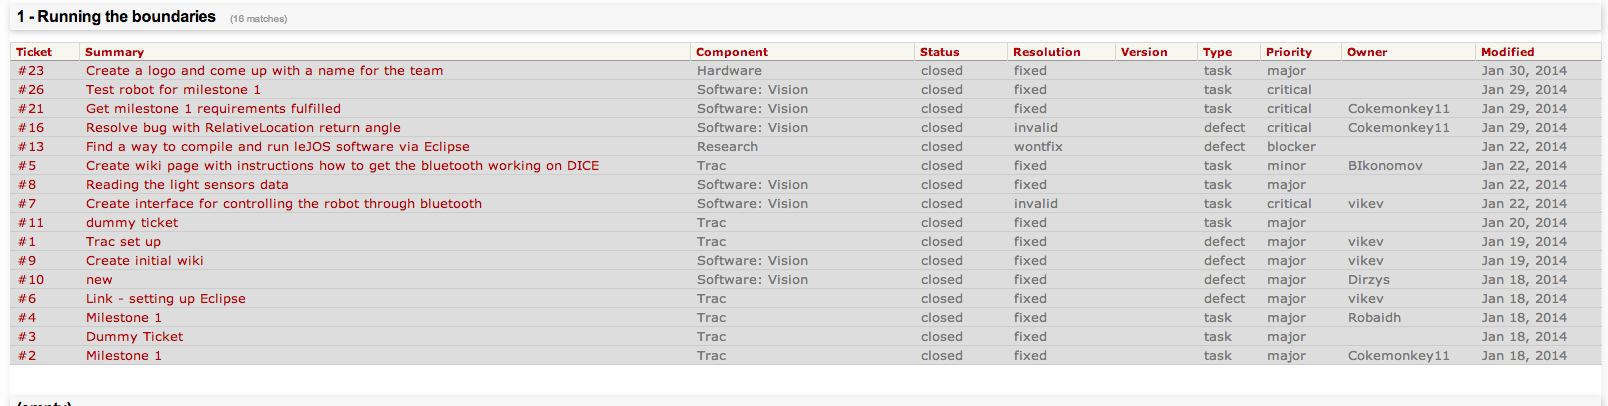 1 - Running the boundaries (16 matches)
Ticket Summary Component Status Resolution Version Type Priority Owner Modified
#23 Create a logo and come up with a name for the team Hardware closed fixed task major Jan 30, 2014
#26 Test robot for milestone 1 Software: Vision closed fixed task critical Jan 29, 2014
#21 Get milestone 1 requirements fulfilled Software: Vision closed fixed task critical Cokemonkey11 Jan 29, 2014
#16 Resolve bug with RelativeLocation return angle Software: Vision closed invalid defect critical Cokemonkey11 Jan 29, 2014
#13 Find a way to compile and run leJOS software via Eclipse Research closed wontfix defect blocker Jan 22, 2014
#5 Create wiki page with instructions how to get the bluetooth working on DICE Trac closed fixed task minor BIkonomov Jan 22, 2014
#8 Reading the light sensors data Software: Vision closed fixed task major Jan 22, 2014
#7 Create interface for controlling the robot through bluetooth Software: Vision closed invalid task critical vikev Jan 22, 2014
#11 dummy ticket Trac closed fixed task major Jan 20, 2014
#1 Trac set up Trac closed fixed defect major vikev Jan 19, 2014
#9 Create initial wiki Software: Vision closed fixed defect major vikev Jan 19, 2014
#10 new Software: Vision closed fixed defect major Dirzys Jan 18, 2014
#6 Link - setting up Eclipse Trac closed fixed defect major vikev Jan 18, 2014
#4 Milestone 1 Trac closed fixed task major Robaidh Jan 18, 2014
#3 Dummy Ticket Trac closed fixed task major Jan 18, 2014
#2 Milestone 1 Trac closed fixed task major Cokemonkey11 Jan 18, 2014